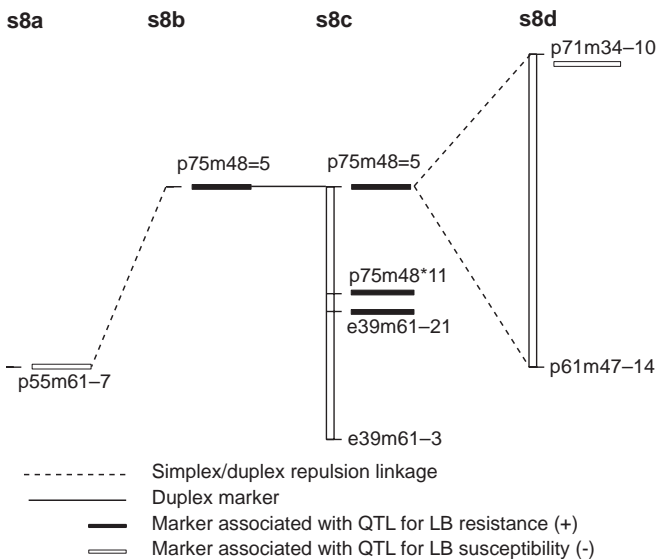 s8a s8b s8c s8d
p71m34–10
p75m48=5 p75m48=5
p75m48*11
e39m61–21
p55m61–7 p61m47–14
e39m61–3
Simplex/duplex repulsion linkage
Duplex marker
Marker associated with QTL for LB resistance (+)
Marker associated with QTL for LB susceptibility (-)